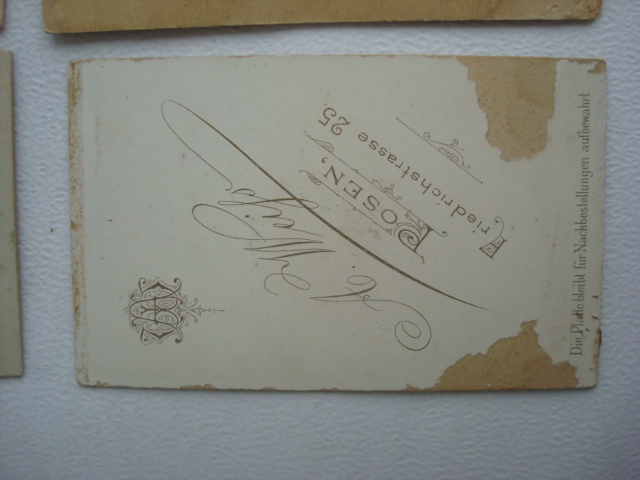 POSEN,
Friedrichstrasse 25.
Die Platte bleibt für Nachbestellungen aufbewahrt.